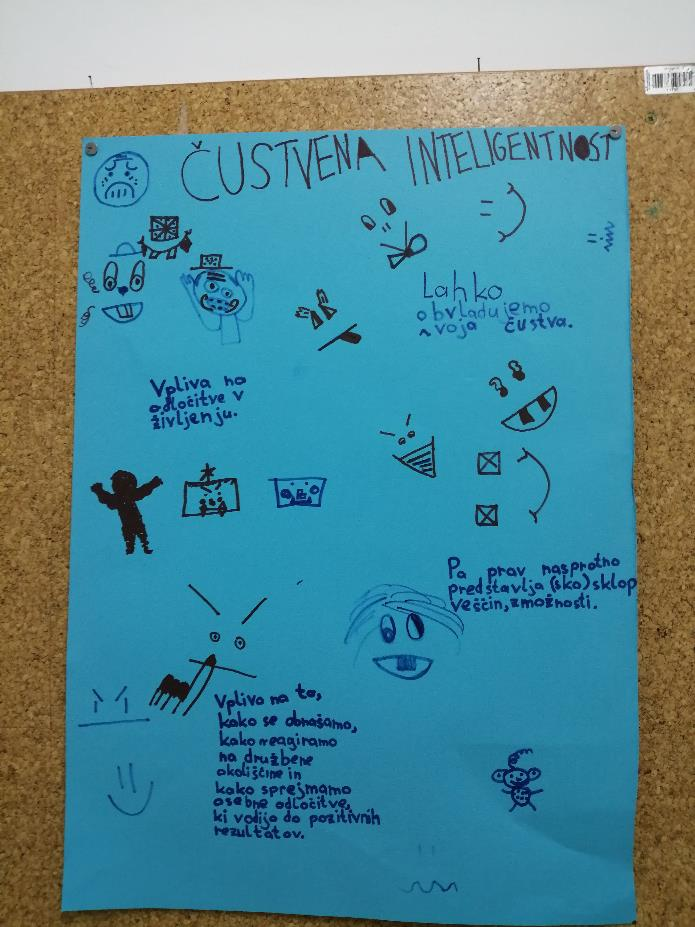 ČUSTVENA INTELIGENTNOST
Lahko
obvladujemo
svoja čustva.
Vpliva na
odločitve v
življenju.
Pa prav nasprotno
predstavlja (sko) sklop
veščin, zmožnosti.
Vpliva na to,
kako se obnašamo,
kako reagiramo
na družbene
okoliščine in
kako sprejmamo
osebne odločitve,
ki vodijo do pozitivnih
rezultatov.